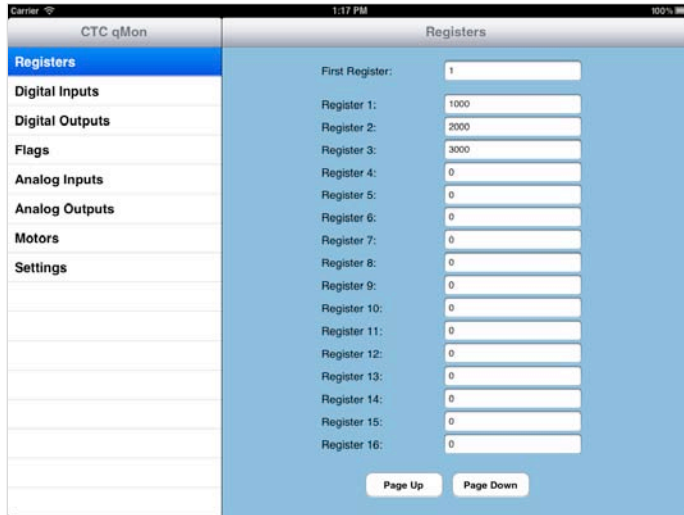 Carrier 1:17 PM 100%
CTC qMon
Registers
Registers
Digital Inputs
Digital Outputs
Flags
Analog Inputs
Analog Outputs
Motors
Settings
First Register: 1
Register 1: 1000
Register 2: 2000
Register 3: 3000
Register 4: 0
Register 5: 0
Register 6: 0
Register 7: 0
Register 8: 0
Register 9: 0
Register 10: 0
Register 11: 0
Register 12: 0
Register 13: 0
Register 14: 0
Register 15: 0
Register 16: 0
Page Up Page Down